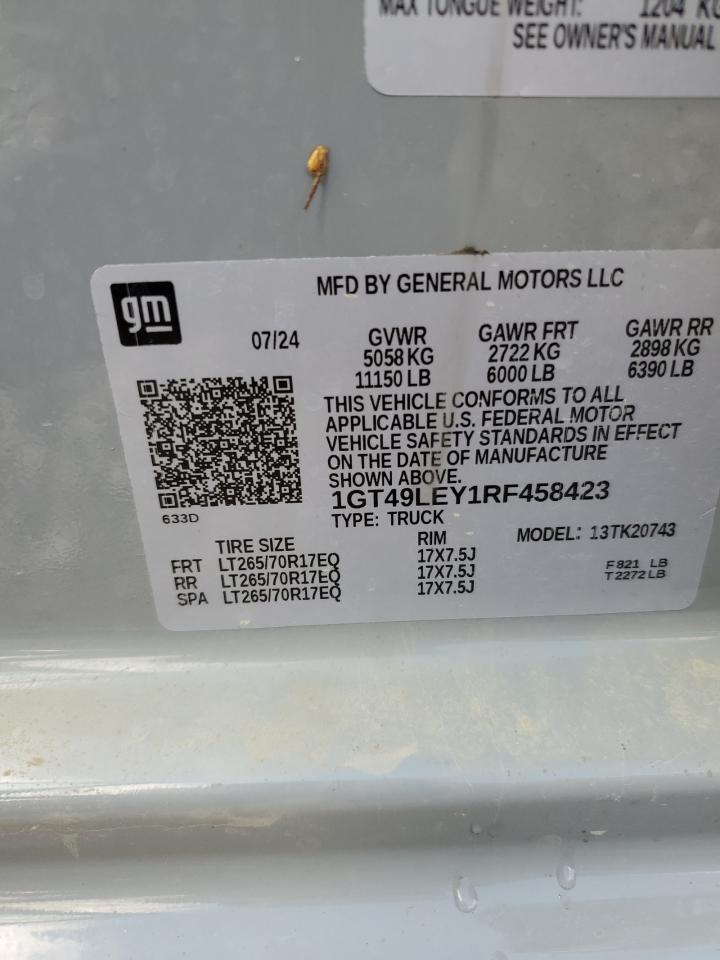 MAX TONGUE WEIGHT: 1204 KG
SEE OWNER'S MANUAL
gm
MFD BY GENERAL MOTORS LLC
07/24
GVWR GAWR FRT GAWR RR
5058 KG 2722 KG 2898 KG
11150 LB 6000 LB 6390 LB
THIS VEHICLE CONFORMS TO ALL
APPLICABLE U.S. FEDERAL MOTOR
VEHICLE SAFETY STANDARDS IN EFFECT
ON THE DATE OF MANUFACTURE
SHOWN ABOVE.
1GT49LEY1RF458423
633D
TYPE: TRUCK
MODEL: 13TK20743
TIRE SIZE RIM
FRT LT265/70R17EQ 17X7.5J
RR LT265/70R17EQ 17X7.5J
SPA LT265/70R17EQ 17X7.5J
F 821 LB
T 2272 LB